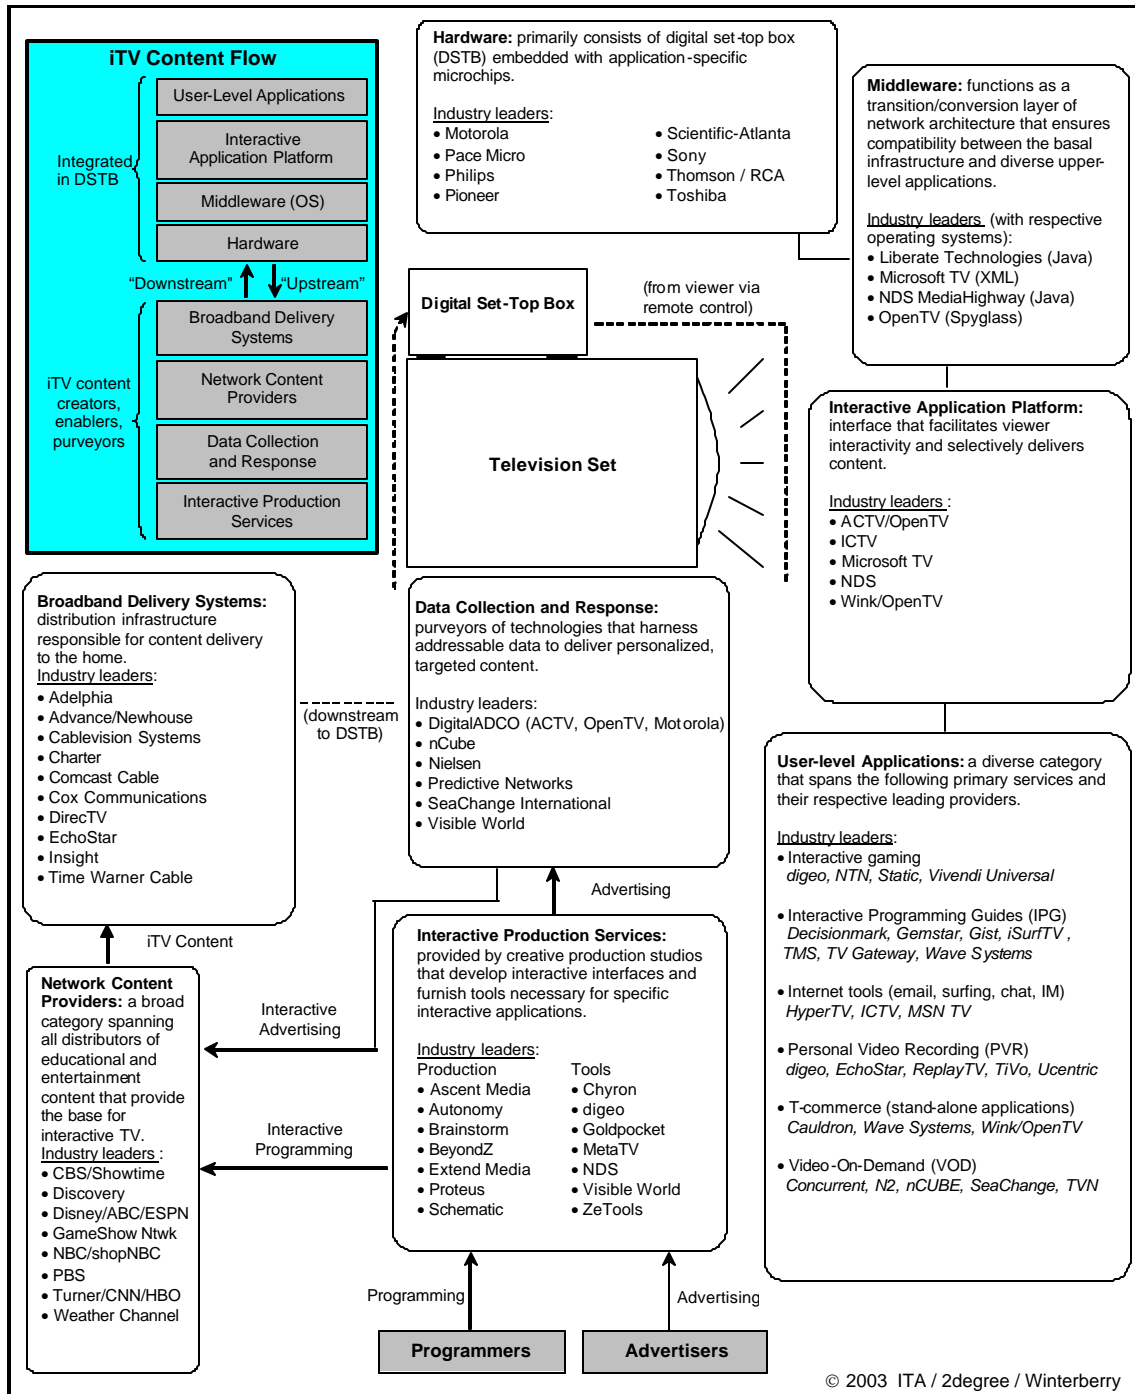 iTV Content Flow
User-Level Applications
Interactive
Application Platform
Middleware (OS)
Hardware
Integrated
in DSTB
“Downstream"
“Upstream”
Broadband Delivery
Systems
Network Content
Providers
Data Collection
and Response
Interactive Production
Services
iTV content
creators,
enablers,
purveyors
Hardware: primarily consists of digital set-top box
(DSTB) embedded with application-specific
microchips.
Industry leaders:
• Motorola
• Pace Micro
• Philips
• Pioneer
• Scientific-Atlanta
• Sony
• Thomson / RCA
• Toshiba
Middleware: functions as a
transition/conversion layer of
network architecture that ensures
compatibility between the basal
infrastructure and diverse upper-
level applications.
Industry leaders (with respective
operating systems):
• Liberate Technologies (Java)
• Microsoft TV (XML)
• NDS MediaHighway (Java)
• OpenTV (Spyglass)
Digital Set-Top Box
(from viewer via
remote control)
Television Set
Interactive Application Platform:
interface that facilitates viewer
interactivity and selectively delivers
content.
Industry leaders :
• ACTV/OpenTV
• ICTV
• Microsoft TV
• NDS
• Wink/OpenTV
Broadband Delivery Systems:
distribution infrastructure
responsible for content delivery
to the home.
Industry leaders:
• Adelphia
• Advance/Newhouse
• Cablevision Systems
• Charter
• Comcast Cable
• Cox Communications
• DirecTV
• EchoStar
• Insight
• Time Warner Cable
(downstream
to DSTB)
Data Collection and Response:
purveyors of technologies that harness
addressable data to deliver personalized,
targeted content.
Industry leaders:
• DigitalADCO (ACTV, OpenTV, Motorola)
• nCube
• Nielsen
• Predictive Networks
• SeaChange International
• Visible World
User-level Applications: a diverse category
that spans the following primary services and
their respective leading providers.
Industry leaders:
• Interactive gaming
digeo, NTN, Static, Vivendi Universal
• Interactive Programming Guides (IPG)
Decisionmark, Gemstar, Gist, iSurfTV ,
TMS, TV Gateway, Wave Systems
• Internet tools (email, surfing, chat, IM)
HyperTV, ICTV, MSN TV
• Personal Video Recording (PVR)
digeo, EchoStar, ReplayTV, TiVo, Ucentric
• T-commerce (stand-alone applications)
Cauldron, Wave Systems, Wink/OpenTV
• Video-On-Demand (VOD)
Concurrent, N2, nCUBE, SeaChange, TVN
Advertising
iTV Content
Network Content
Providers: a broad
category spanning
all distributors of
educational and
entertainment
content that provide
the base for
interactive TV.
Industry leaders :
• CBS/Showtime
• Discovery
• Disney/ABC/ESPN
• GameShow Ntwk
• NBC/shopNBC
• PBS
• Turner/CNN/HBO
• Weather Channel
Interactive
Advertising
Interactive
Programming
Interactive Production Services:
provided by creative production studios
that develop interactive interfaces and
furnish tools necessary for specific
interactive applications.
Industry leaders:
Production
• Ascent Media
• Autonomy
• Brainstorm
• BeyondZ
• Extend Media
• Proteus
• Schematic
Tools
• Chyron
• digeo
• Goldpocket
• MetaTV
• NDS
• Visible World
• ZeTools
Programming
Advertising
Programmers
Advertisers
© 2003 ITA / 2degree / Winterberry